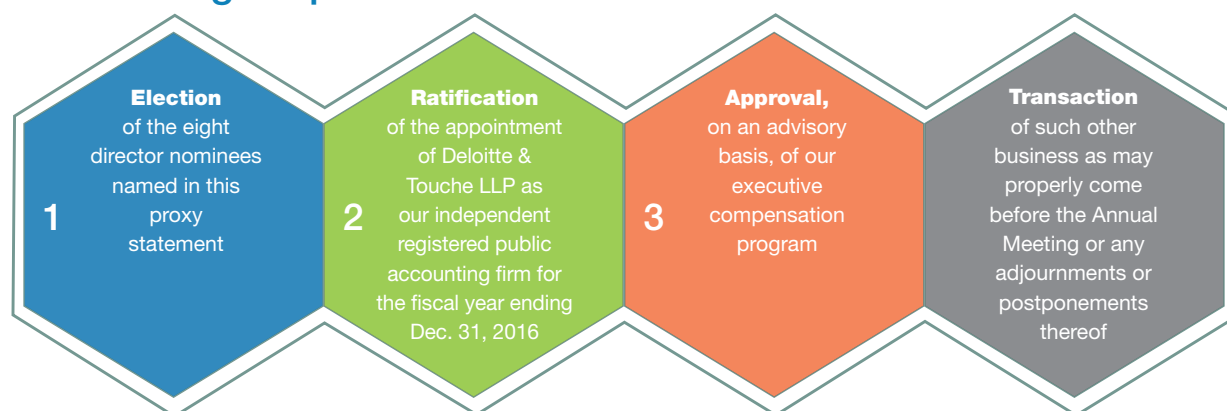 Election
of the eight
director nominees
named in this
proxy
statement
1
Ratification
of the appointment
of Deloitte &
Touche LLP as
our independent
registered public
accounting firm for
the fiscal year ending
Dec. 31, 2016
2
Approval,
on an advisory
basis, of our
executive
compensation
program
3
Transaction
of such other
business as may
properly come
before the Annual
Meeting or any
adjournments or
postponements
thereof